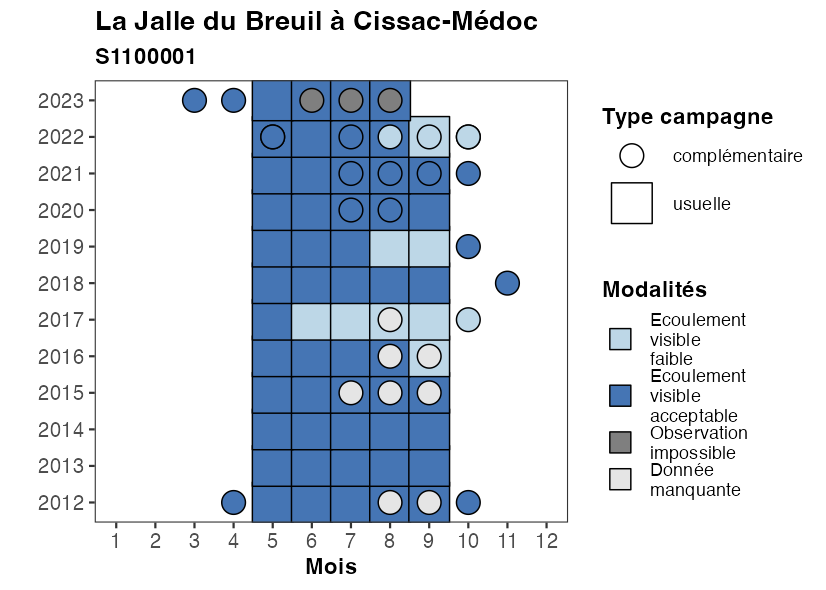 La Jalle du Breuil à Cissac-Médoc
S1100001
2023
2022
2021
2020
2019
2018
2017
2016
2015
2014
2013
2012
1 2 3 4 5 6 7 8 9 10 11 12
Mois
Type campagne
complémentaire
usuelle
Modalités
Ecoulement
visible
faible
Ecoulement
visible
acceptable
Observation
impossible
Donnée
manquante